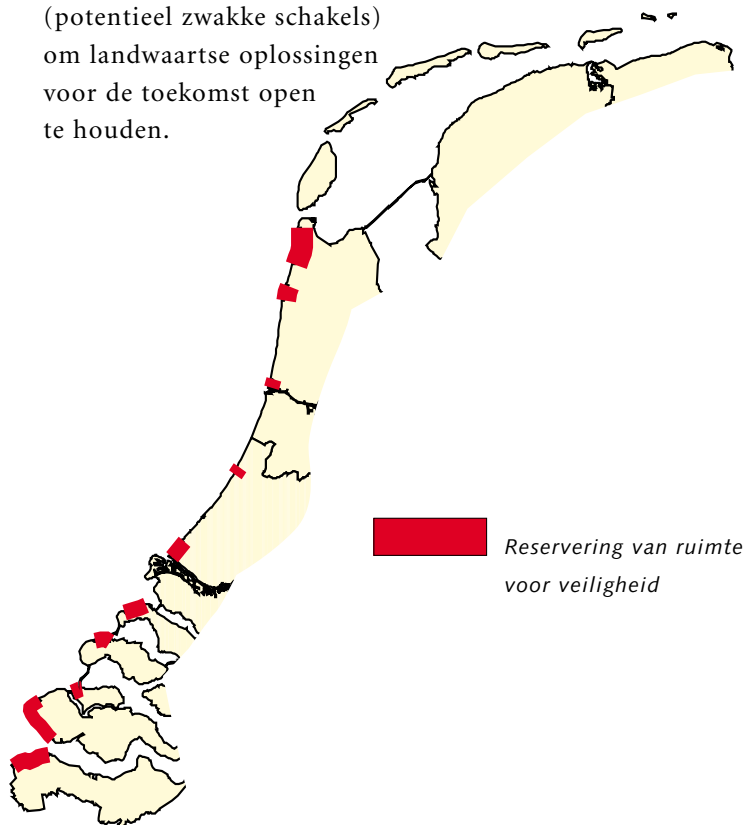 (potentieel zwakke schakels)
om landwaartse oplossingen
voor de toekomst open
te houden.
Reservering van ruimte
voor veiligheid